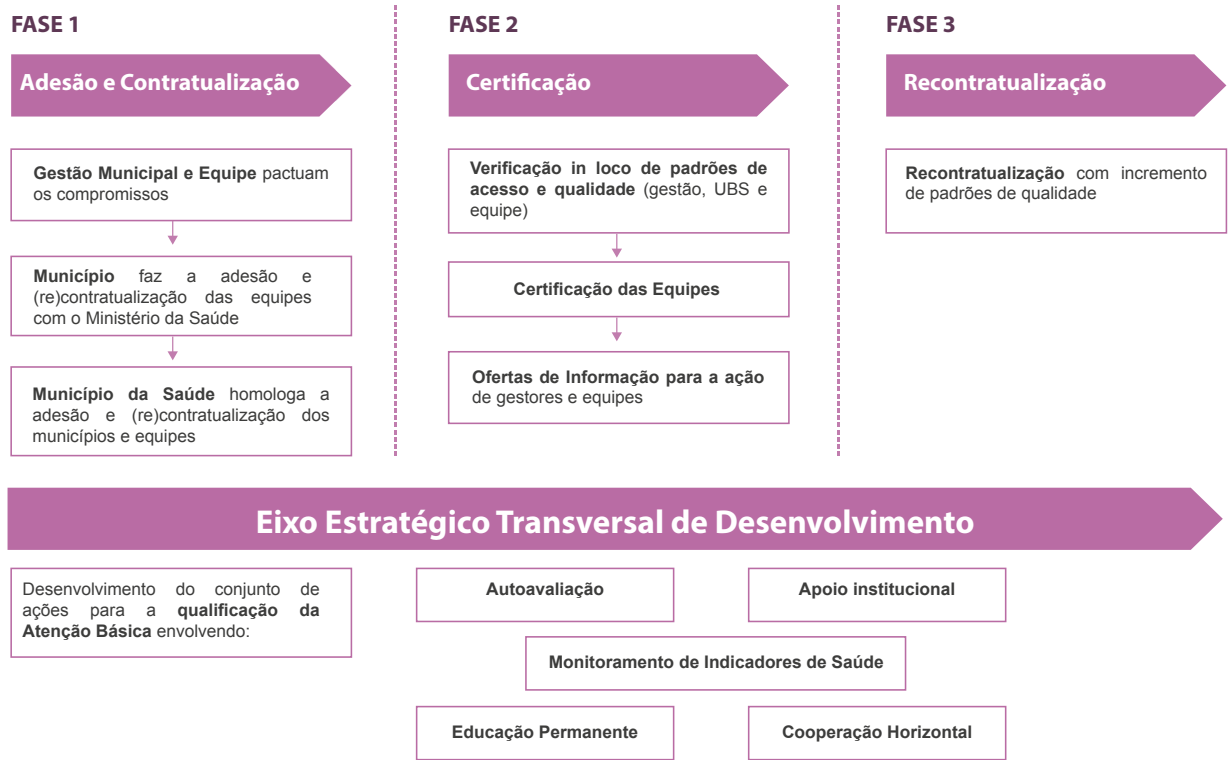 FASE 1
Adesão e Contratualização
Gestão Municipal e Equipe pactuam
os compromissos
Município faz a adesão e
(re)contratualização das equipes
com o Ministério da Saúde
Município da Saúde homologa a
adesão e (re)contratualização dos
municípios e equipes
FASE 2
Certificação
Verificação in loco de padrões de
acesso e qualidade (gestão, UBS e
equipe)
Certificação das Equipes
Ofertas de Informação para a ação
de gestores e equipes
FASE 3
Recontratualização
Recontratualização com incremento
de padrões de qualidade
Eixo Estratégico Transversal de Desenvolvimento
Desenvolvimento do conjunto de
ações para a qualificação da
Atenção Básica envolvendo:
Autoavaliação
Apoio institucional
Monitoramento de Indicadores de Saúde
Educação Permanente
Cooperação Horizontal